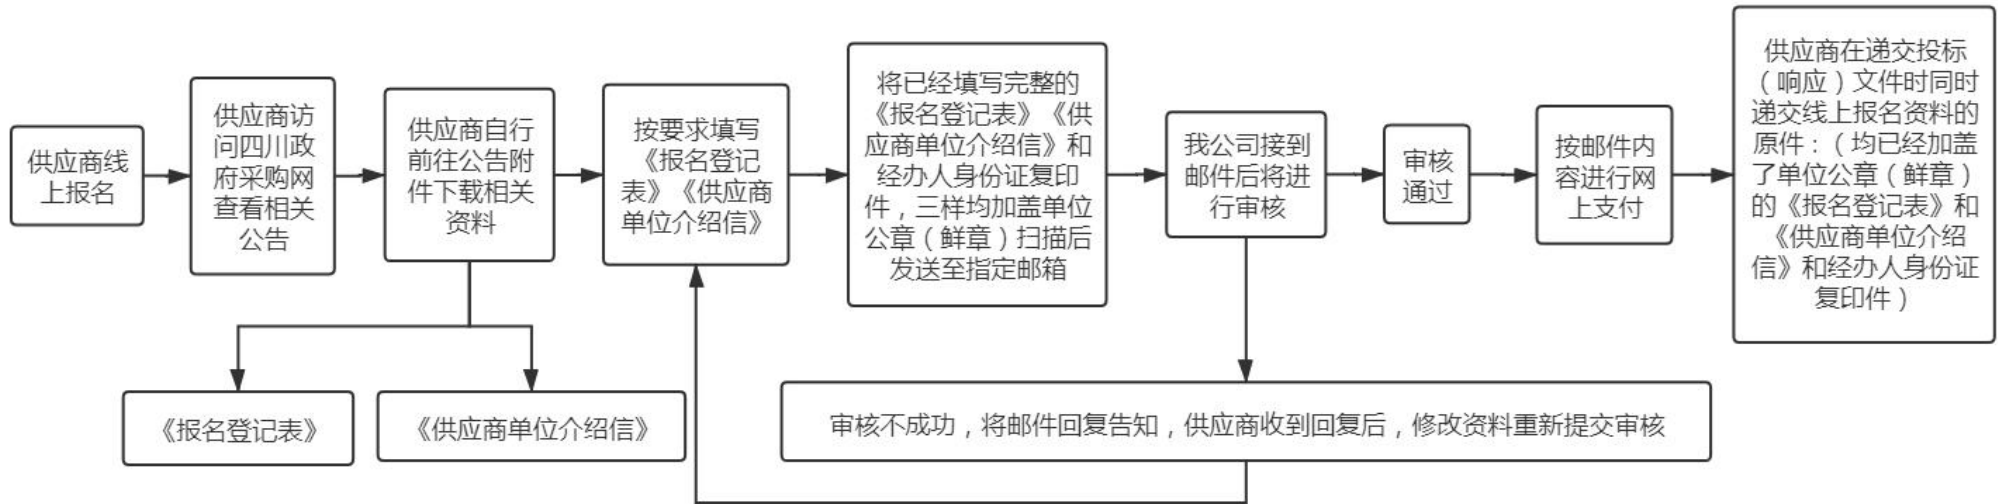 供应商线
上报名
供应商访
问四川政
府采购网
查看相关
公告
供应商自行
前往公告附
件下载相关
资料
《报名登记表》
《供应商单位介绍信》
按要求填写
《报名登记
表》《供应商
单位介绍信》
将已经填写完整的
《报名登记表》《供
应商单位介绍信》和
经办人身份证复印
件，三样均加盖单位
公章（鲜章）扫描后
发送至指定邮箱
我公司接到
邮件后将进
行审核
审核不成功，将邮件回复告知，供应商收到回复后，修改资料重新提交审核
审核
通过
按邮件内
容进行网
上支付
供应商在递交投标
（响应）文件时同时
递交线上报名资料的
原件：（均已经加盖
了单位公章（鲜章）
的《报名登记表》和
《供应商单位介绍
信》和经办人身份证
复印件）